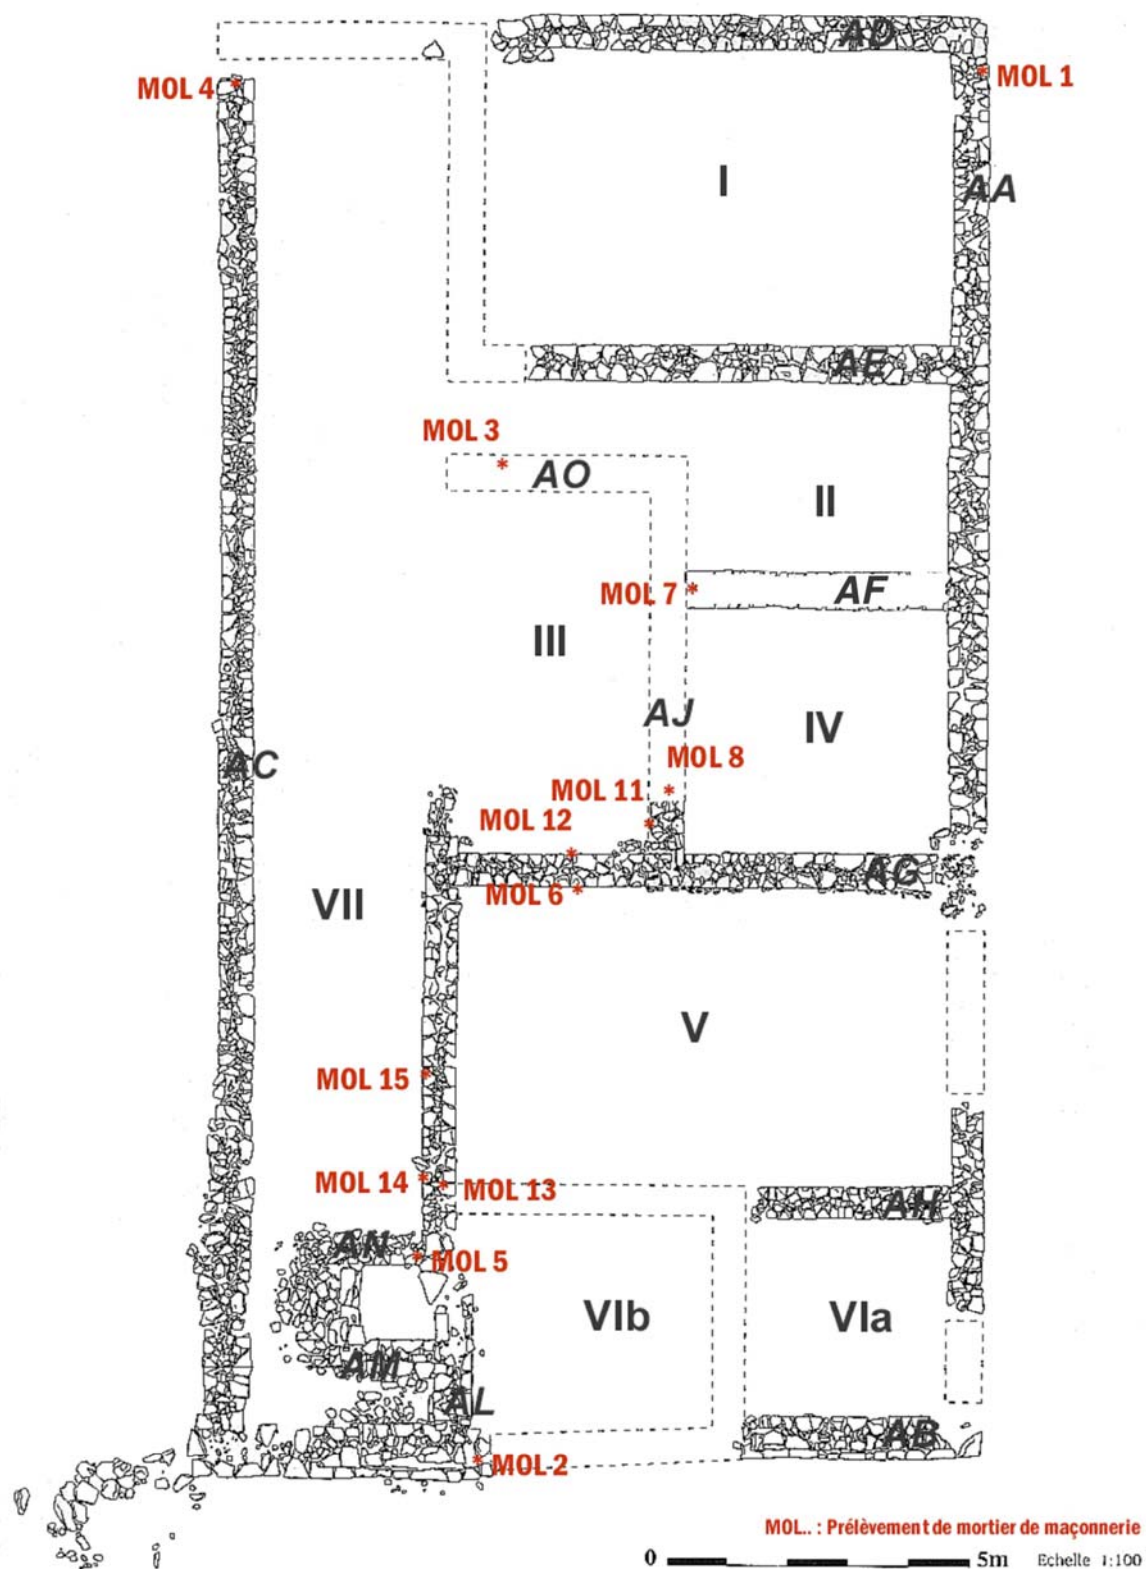 AD
MOL 4
MOL 1
I
AA
AE
MOL 3
AO
II
MOL 7
AF
III
AJ
IV
MOL 8
AC
MOL 11
MOL 12
AG
MOL 6
VII
V
MOL 15
MOL 14
MOL 13
AH
AN
MOL 5
VIb
VIa
AM
AL
AB
MOL 2
MOL.. : Prélèvement de mortier de maçonnerie
0 5m Echelle 1:100